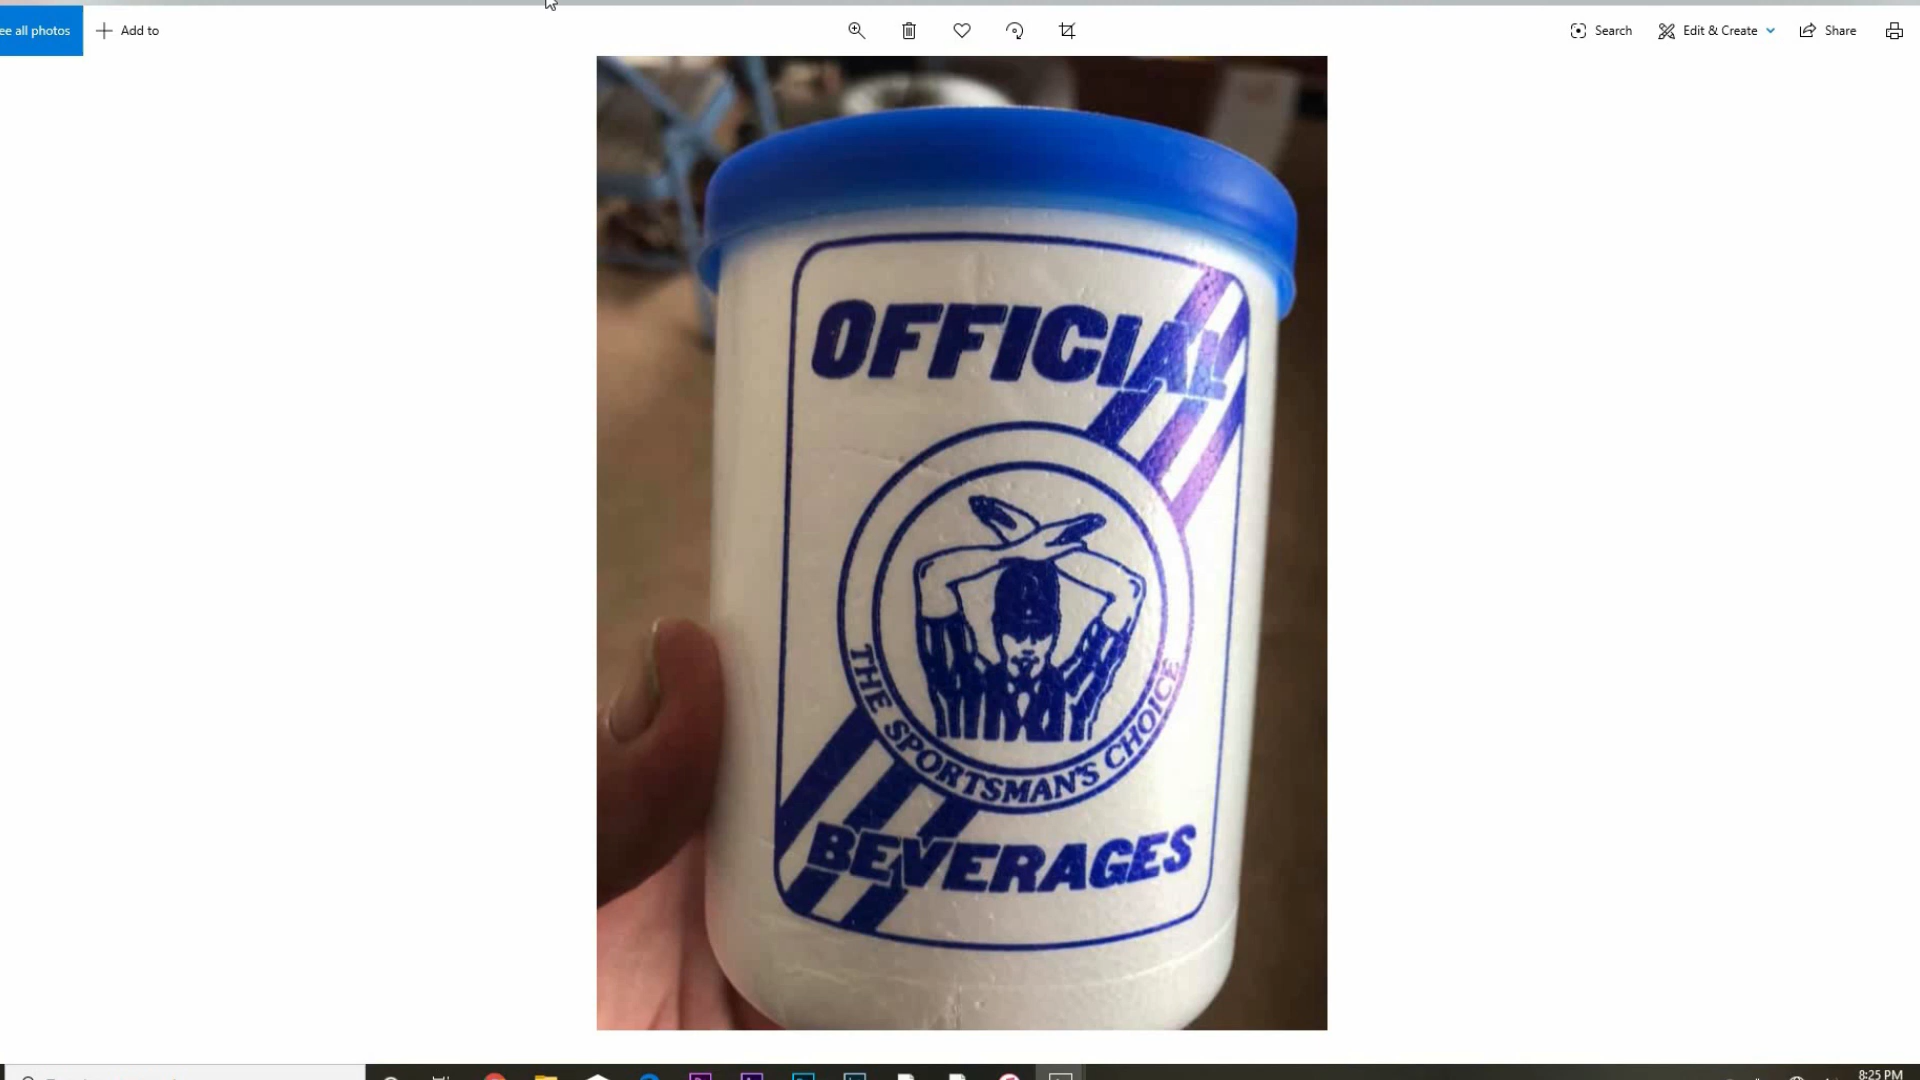 ee all photos
Add to
Search
Edit & Create
Share
OFFICIAL
THE SPORTSMAN'S CHOICE
BEVERAGES
8:25 PM